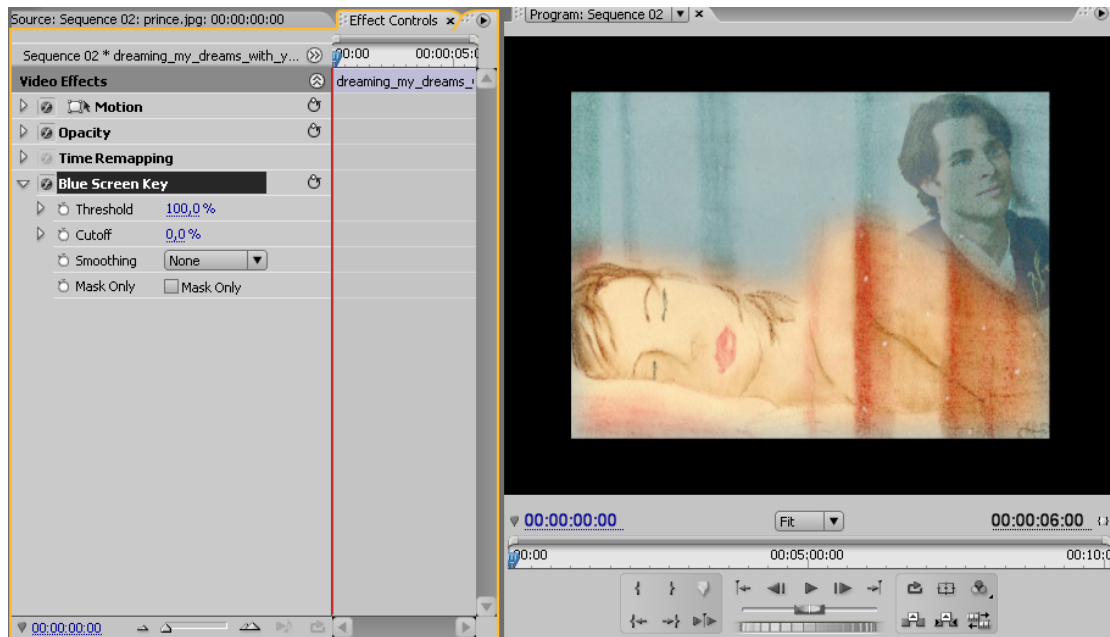 Source: Sequence 02: prince.jpg: 00:00:00:00
Effect Controls
Program: Sequence 02
Sequence 02 * dreaming_my_dreams_with_y...
00:00 00:00:05:0
Video Effects
dreaming_my_dreams_
Motion
Opacity
Time Remapping
Blue Screen Key
Threshold 100,0 %
Cutoff 0,0 %
Smoothing None
Mask Only Mask Only
00:00:00:00
Fit
00:00:06:00
00:00 00:05:00:00 00:10:0
00:00:00:00